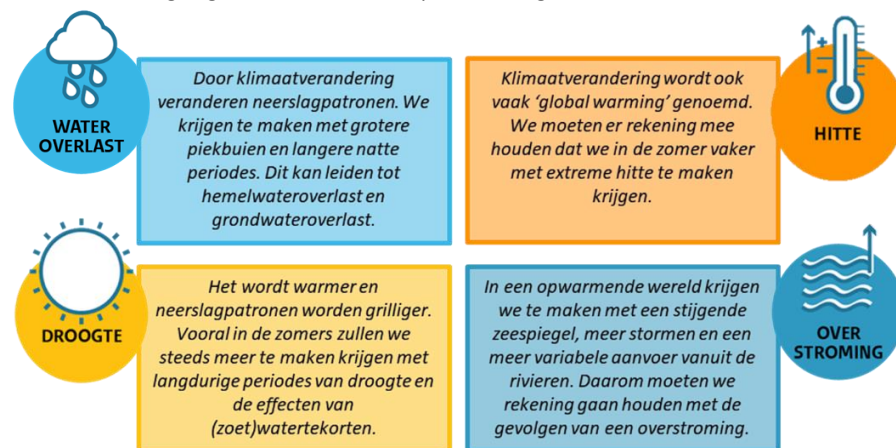 WATER
OVERLAST
Door klimaatverandering
veranderen neerslagpatronen. We
krijgen te maken met grotere
piekbuien en langere natte
periodes. Dit kan leiden tot
hemelwateroverlast en
grondwateroverlast.
Klimaatverandering wordt ook
vaak ‘global warming’ genoemd.
We moeten er rekening mee
houden dat we in de zomer vaker
met extreme hitte te maken
krijgen.
HITTE
DROOGTE
Het wordt warmer en
neerslagpatronen worden grilliger.
Vooral in de zomers zullen we
steeds meer te maken krijgen met
langdurige periodes van droogte en
de effecten van
(zoet)watertekorten.
In een opwarmende wereld krijgen
we te maken met een stijgende
zeespiegel, meer stormen en een
meer variabele aanvoer vanuit de
rivieren. Daarom moeten we
rekening gaan houden met de
gevolgen van een overstroming.
OVER
STROMING